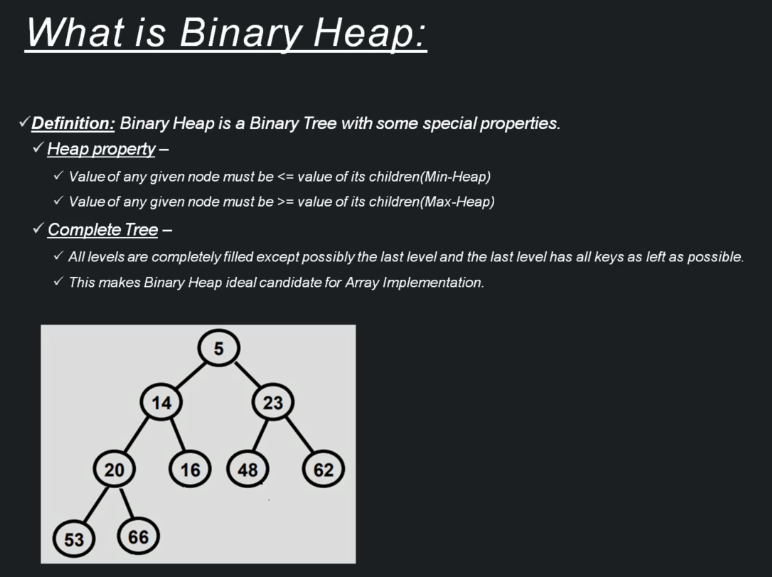 What is Binary Heap:
✓Definition: Binary Heap is a Binary Tree with some special properties.
✓ Heap property –
✓ Value of any given node must be <= value of its children(Min-Heap)
✓ Value of any given node must be >= value of its children(Max-Heap)
✓ Complete Tree –
✓ All levels are completely filled except possibly the last level and the last level has all keys as left as possible.
✓ This makes Binary Heap ideal candidate for Array Implementation.
5
14 23
20 16 48 62
53 66